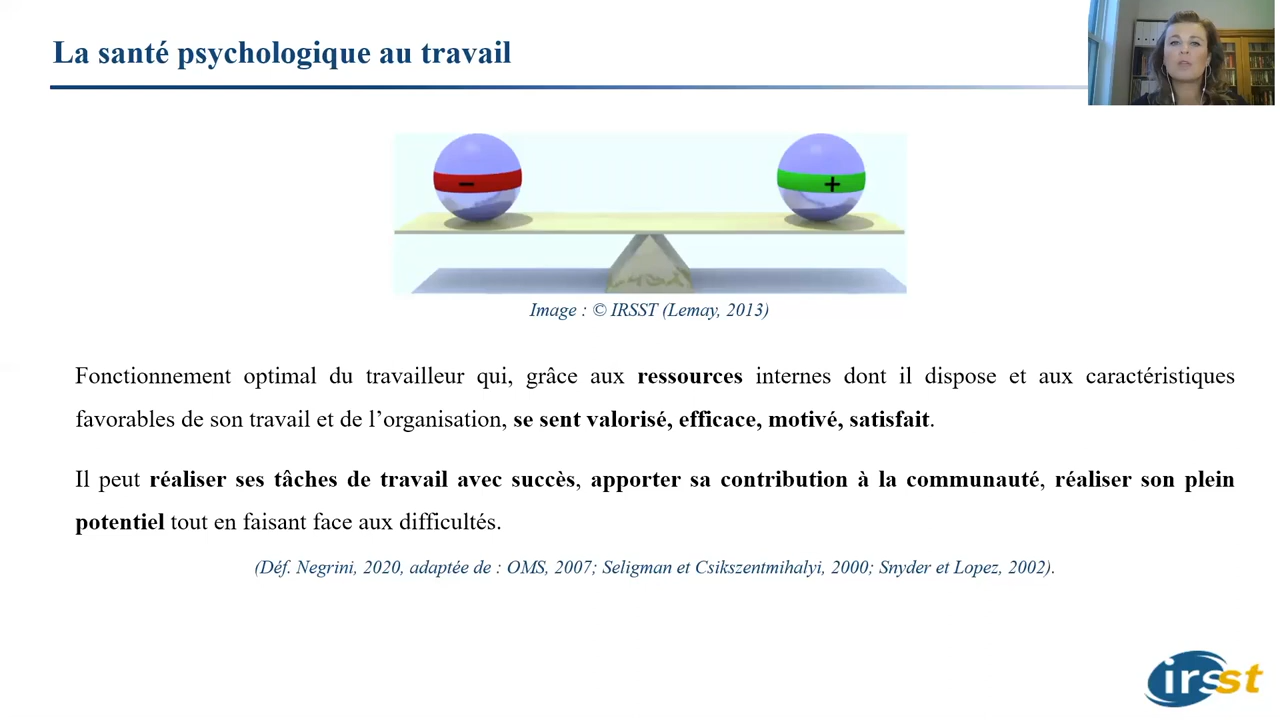 La santé psychologique au travail
−
+
Image : © IRSST (Lemay, 2013)
Fonctionnement optimal du travailleur qui, grâce aux ressources internes dont il dispose et aux caractéristiques
favorables de son travail et de l’organisation, se sent valorisé, efficace, motivé, satisfait.
Il peut réaliser ses tâches de travail avec succès, apporter sa contribution à la communauté, réaliser son plein
potentiel tout en faisant face aux difficultés.
(Déf. Negrini, 2020, adaptée de : OMS, 2007; Seligman et Csikszentmihalyi, 2000; Snyder et Lopez, 2002).
irsst